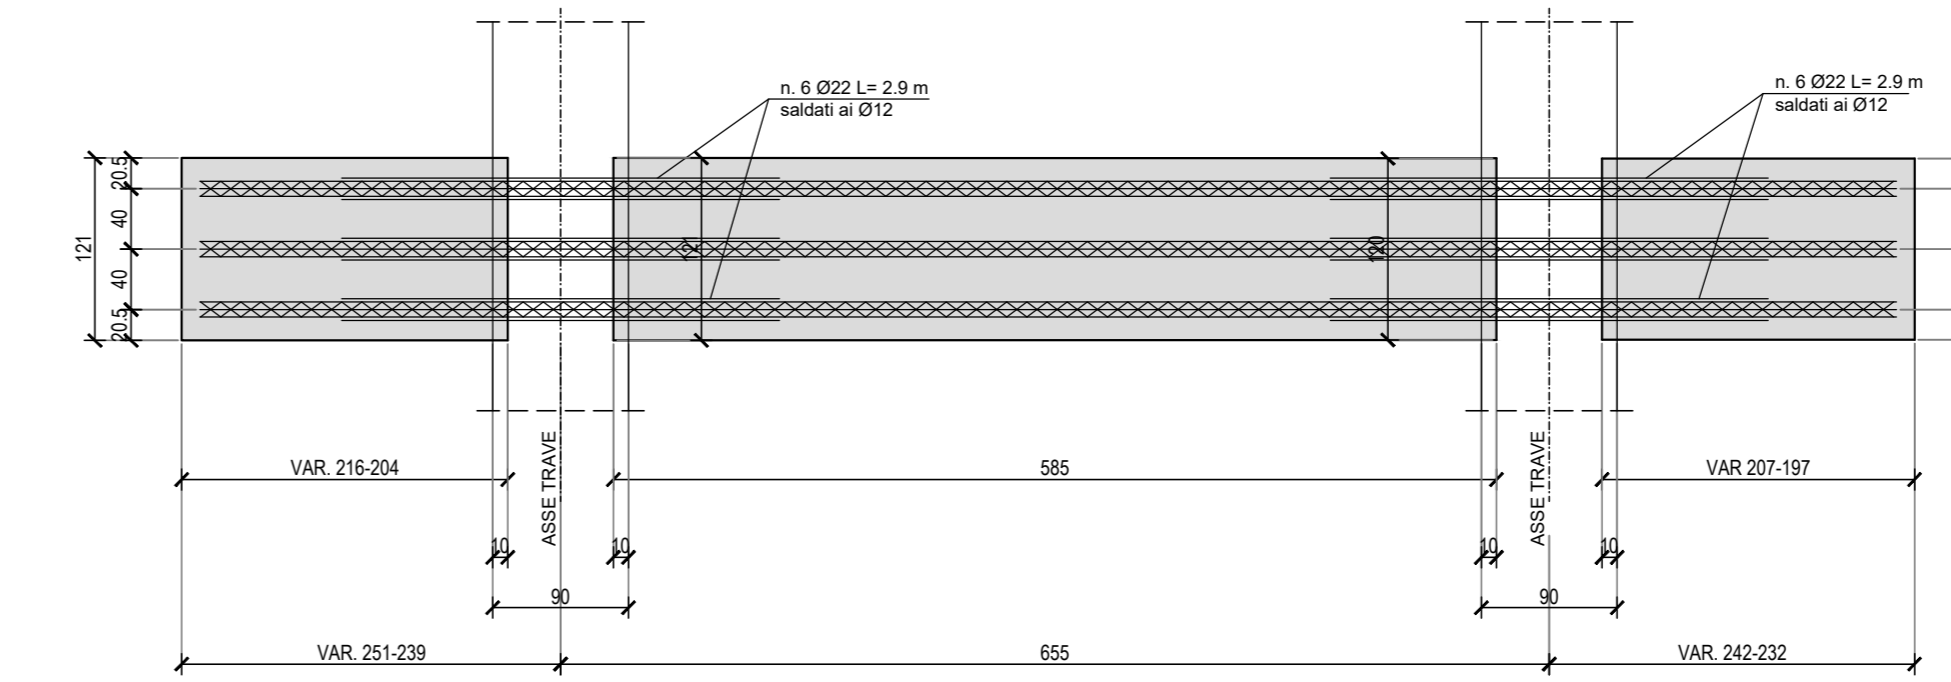 n. 6 Ø22 L= 2.9 m
saldati ai Ø12
n. 6 Ø22 L= 2.9 m
saldati ai Ø12
20.5
40
121
40
20.5
121
120
VAR. 216-204
585
VAR 207-197
ASSE TRAVE
ASSE TRAVE
10
10
10
10
90
90
VAR. 251-239
655
VAR. 242-232